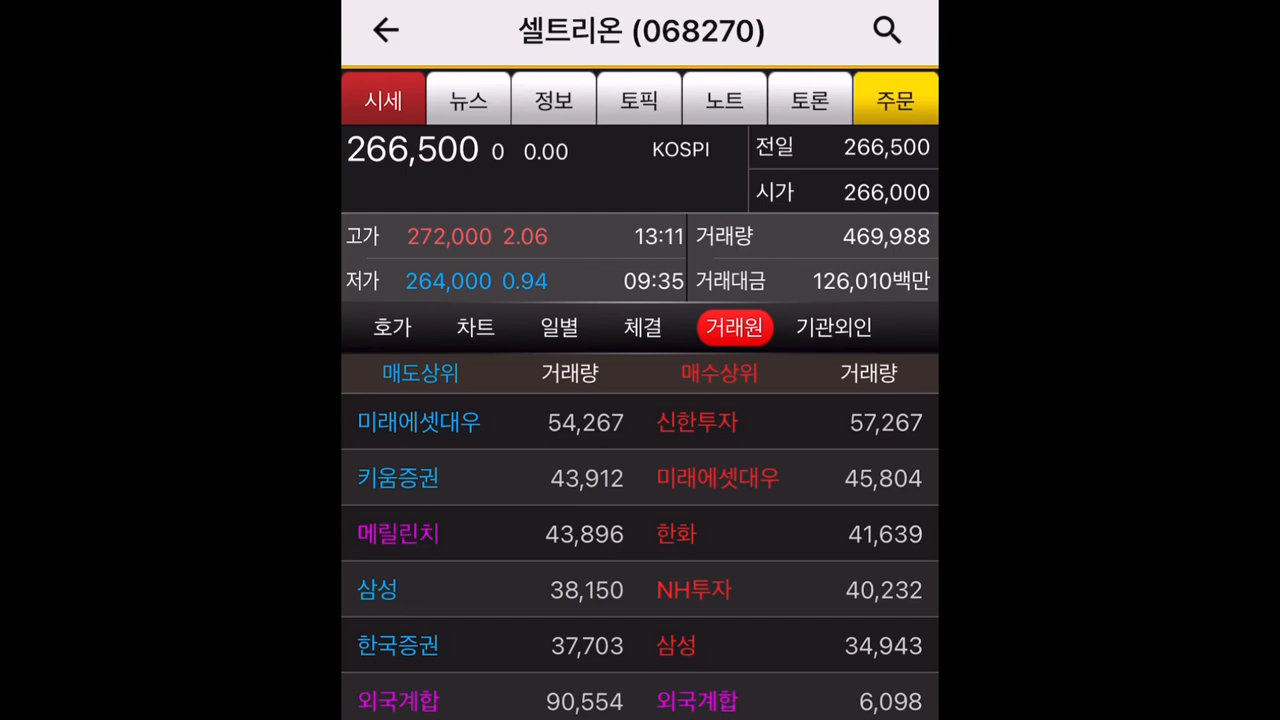 셀트리온 (068270)
시세 뉴스 정보 토픽 노트 토론 주문
266,500 0 0.00 KOSPI 전일 266,500
시가 266,000
고가 272,000 2.06 13:11 거래량 469,988
저가 264,000 0.94 09:35 거래대금 126,010백만
호가 차트 일별 체결 거래원 기관외인
매도상위 거래량 매수상위 거래량
미래에셋대우 54,267 신한투자 57,267
키움증권 43,912 미래에셋대우 45,804
메릴린치 43,896 한화 41,639
삼성 38,150 NH투자 40,232
한국증권 37,703 삼성 34,943
외국계합 90,554 외국계합 6,098